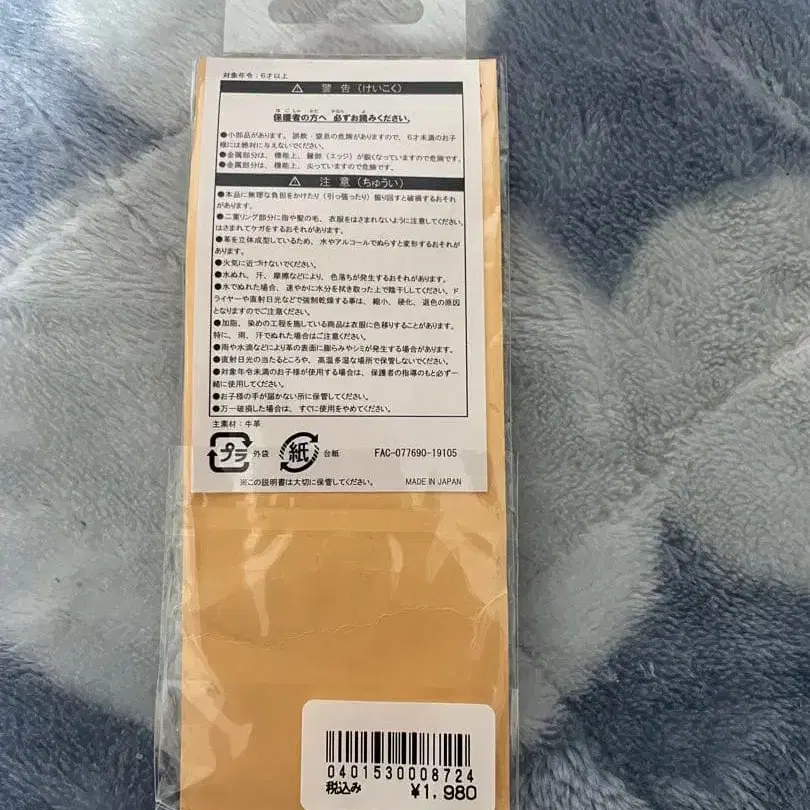 対象年令：6才以上
⚠ 警告（けいこく）
保護者の方へ 必ずお読みください。
●小部品があります。誤飲・窒息の危険がありますので、6才未満のお子
様には絶対に与えないでください。
●金属部分は、機能上、縁部（エッジ）が鋭くなっていますので危険です。
●金属部分は、機能上、尖っていますので危険です。
⚠ 注意（ちゅうい）
●本品に無理な負担をかけたり（引っ張ったり）振り回すと破損するおそれ
があります。
●二重リング部分に指や髪の毛、衣服をはさまれないように注意してください。
はさまれてケガをするおそれがあります。
●革を立体成型しているため、水やアルコールでぬらすと変形するおそれが
あります。
●火気に近づけないでください。
●水ぬれ、汗、摩擦などにより、色落ちが発生するおそれがあります。
●水でぬれた場合、速やかに水分を拭き取った上で陰干ししてください。ド
ライヤーや直射日光などで強制乾燥する事は、縮小、硬化、退色の原因
となりますのでご注意ください。
●加脂、染めの工程を施している商品は衣服に色移りすることがあります。
特に、雨、汗でぬれた場合はご注意ください。
●雨や水滴などにより革の表面に膨らみやシミが発生する場合があります。
●直射日光の当たるところや、高温多湿な場所で保管しないでください。
●対象年令未満のお子様が使用する場合は、保護者の指導のもと必ず一
緒に使用してください。
●お子様の手が届かない所に保管してください。
●万一破損した場合は、すぐに使用をやめてください。
主素材：牛革
プラ 外袋 紙 台紙 FAC-077690-19105
※この説明書は大切に保管してください。 MADE IN JAPAN
0401530008724
税込み ¥1,980